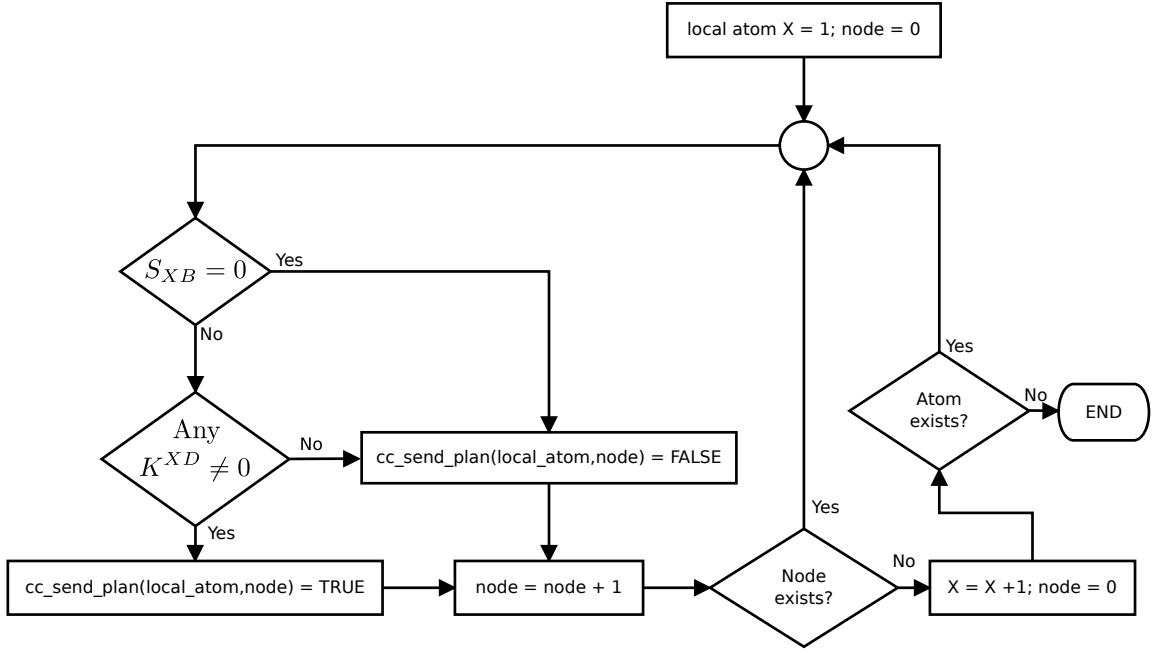 local atom X = 1; node = 0
S_{XB} = 0
Yes
No
Any
K^{XD} ≠ 0
No
Yes
cc_send_plan(local_atom,node) = FALSE
cc_send_plan(local_atom,node) = TRUE
node = node + 1
Node
exists?
Yes
No
X = X +1; node = 0
Atom
exists?
Yes
No
END